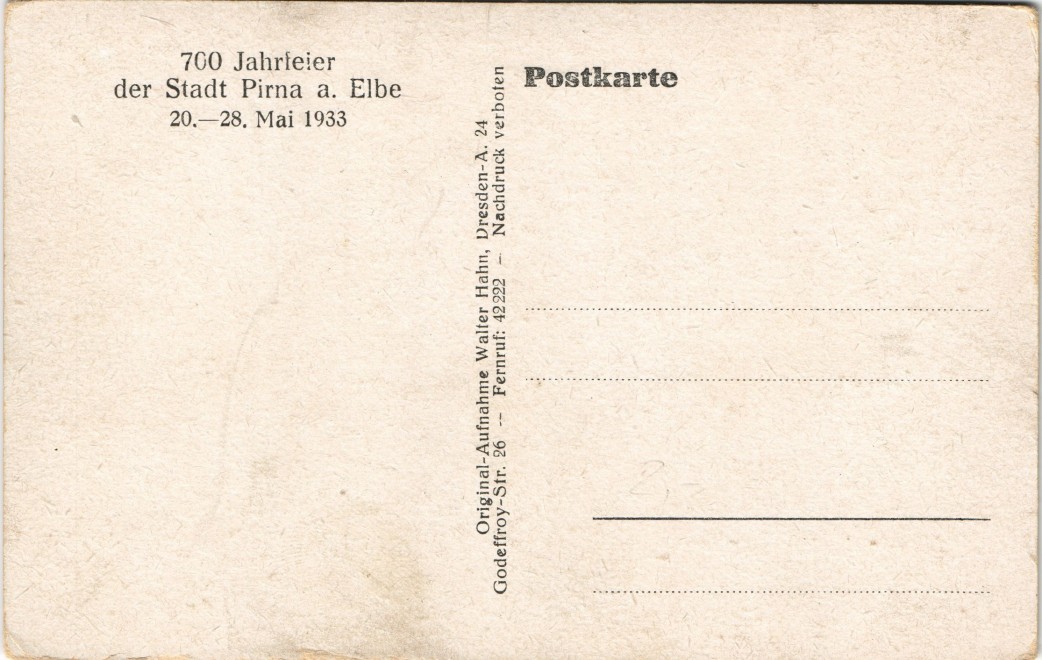 700 Jahrfeier
der Stadt Pirna a. Elbe
20.—28. Mai 1933
Original-Aufnahme Walter Hahn, Dresden-A. 24
Godeffroy-Str. 26 -- Fernruf: 42222 – Nachdruck verboten
Postkarte
2,-